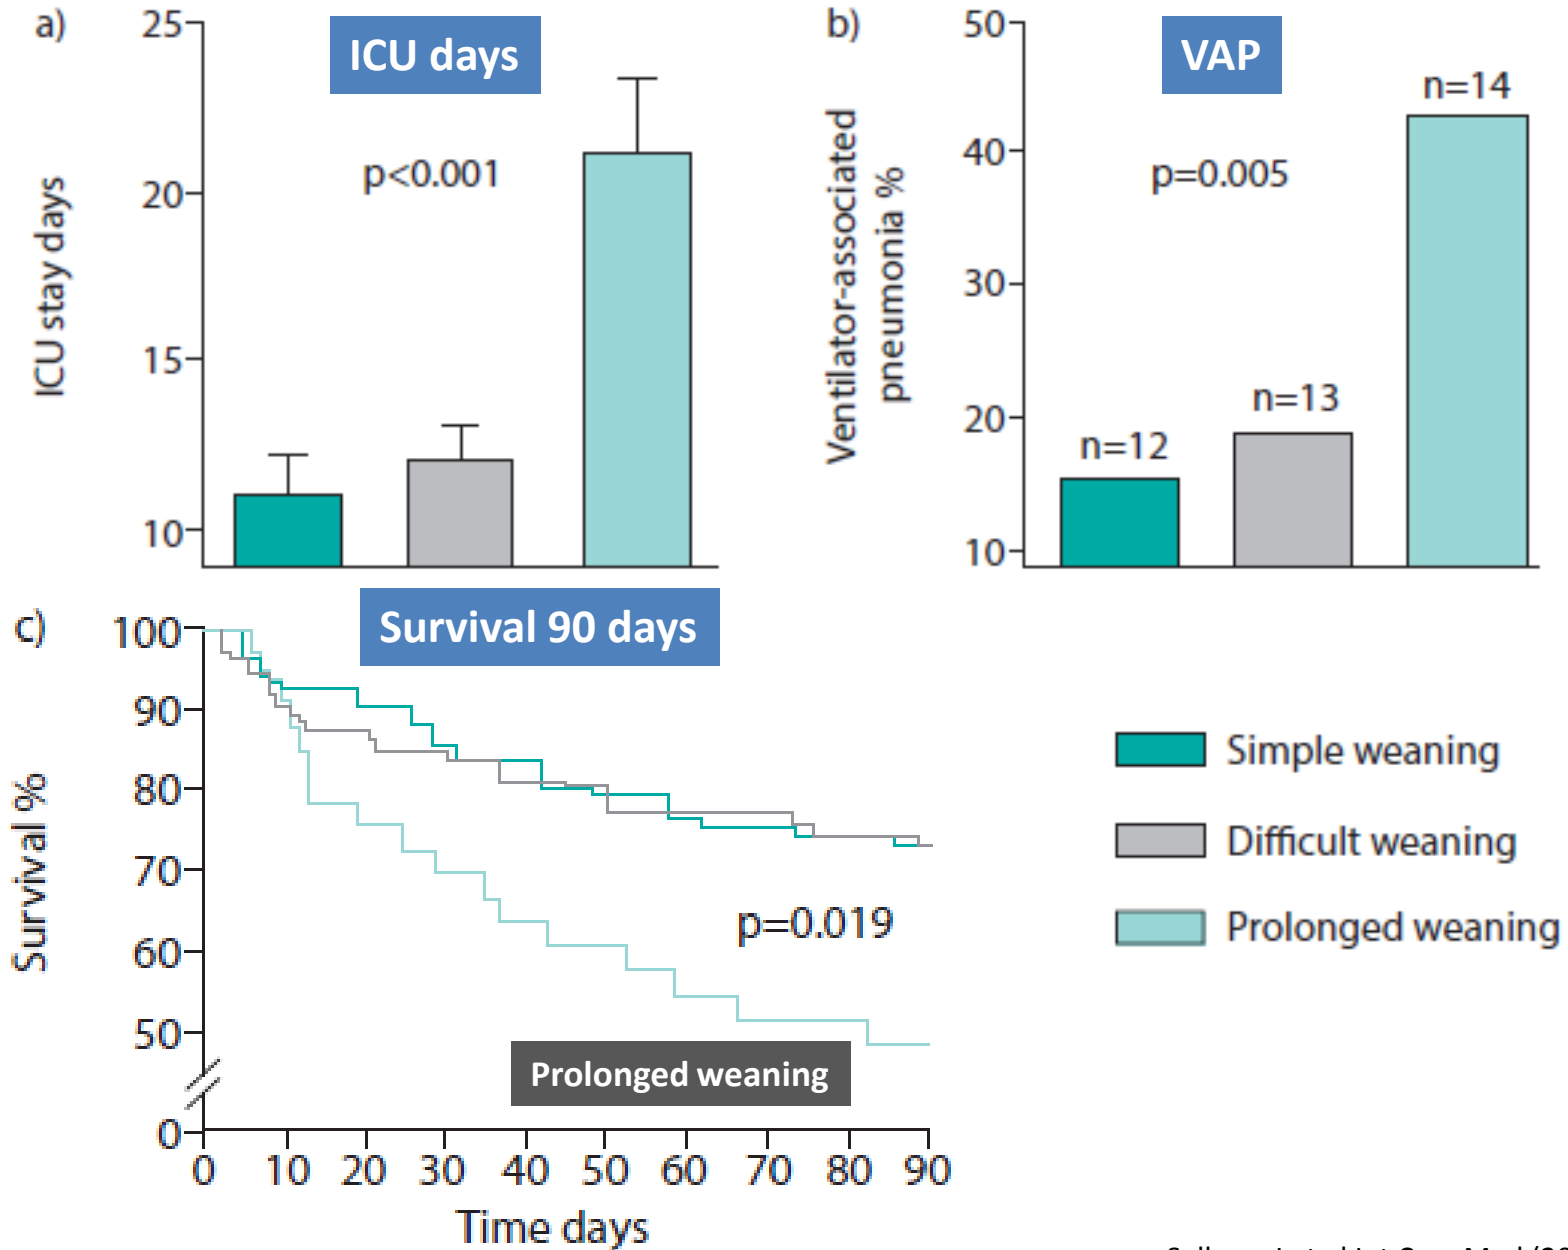 a)
ICU days
25
20
15
10
ICU stay days
p<0.001
b)
VAP
50
40
30
20
10
Ventilator-associated
pneumonia %
p=0.005
n=12
n=13
n=14
c)
Survival 90 days
100
90
80
70
60
50
0
Survival %
p=0.019
Prolonged weaning
0 10 20 30 40 50 60 70 80 90
Time days
Simple weaning
Difficult weaning
Prolonged weaning